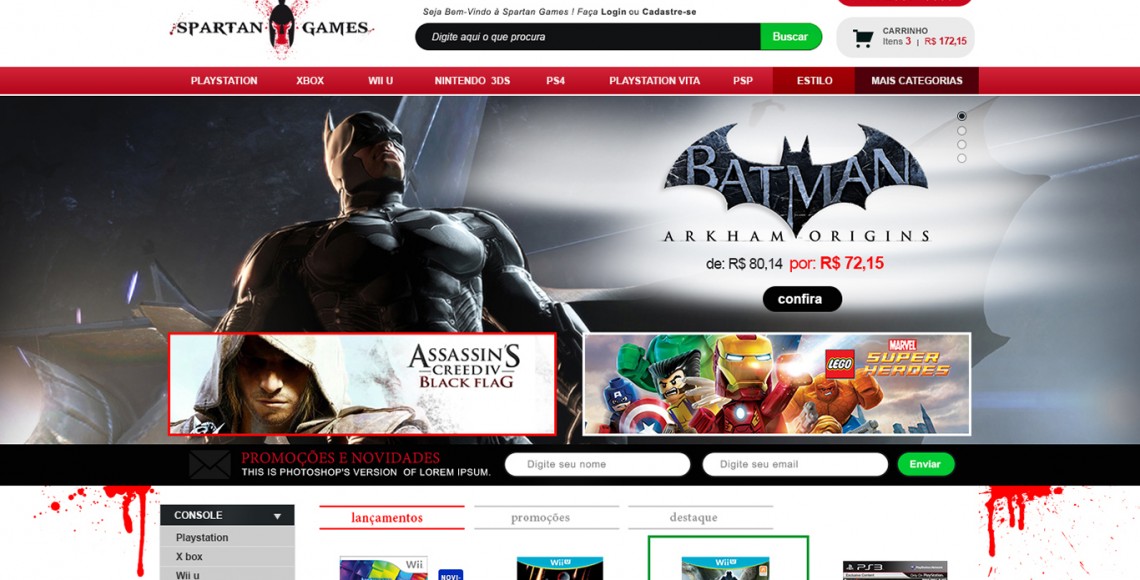 Seja Bem-Vindo à Spartan Games ! Faça Login ou Cadastre-se
SPARTAN GAMES
Digite aqui o que procura
Buscar
CARRINHO
Itens 3 | R$ 172,15
PLAYSTATION XBOX WII U NINTENDO 3DS PS4 PLAYSTATION VITA PSP ESTILO MAIS CATEGORIAS
BATMAN
ARKHAM ORIGINS
de: R$ 80,14 por: R$ 72,15
confira
ASSASSIN'S
CREED IV
BLACK FLAG
LEGO
MARVEL
SUPER
HEROES
PROMOÇÕES E NOVIDADES
THIS IS PHOTOSHOP'S VERSION OF LOREM IPSUM.
Digite seu nome
Digite seu email
Enviar
CONSOLE
Playstation
X box
Wii u
lançamentos
promoções
destaque
Wii
NOVI-
Wii U
Wii U
PS3